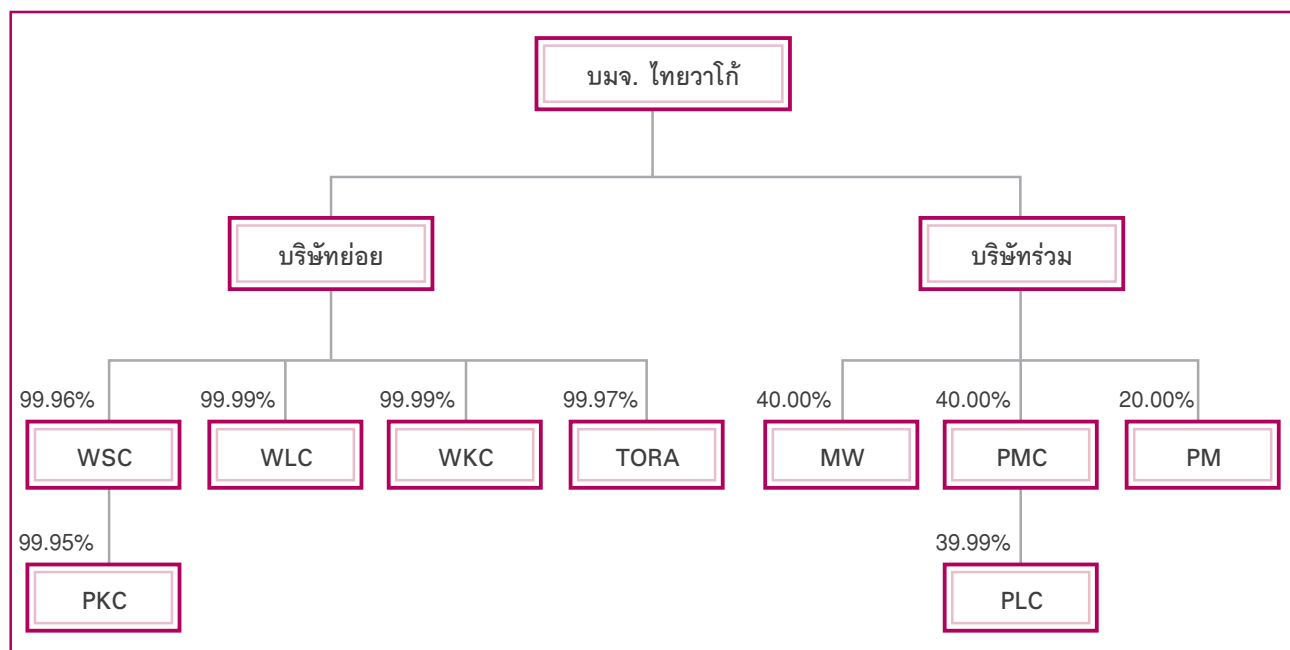 บมจ. ไทยวาโก้
บริษัทย่อย
บริษัทร่วม
99.96%
99.99%
99.99%
99.97%
40.00%
40.00%
20.00%
WSC
WLC
WKC
TORA
MW
PMC
PM
99.95%
39.99%
PKC
PLC